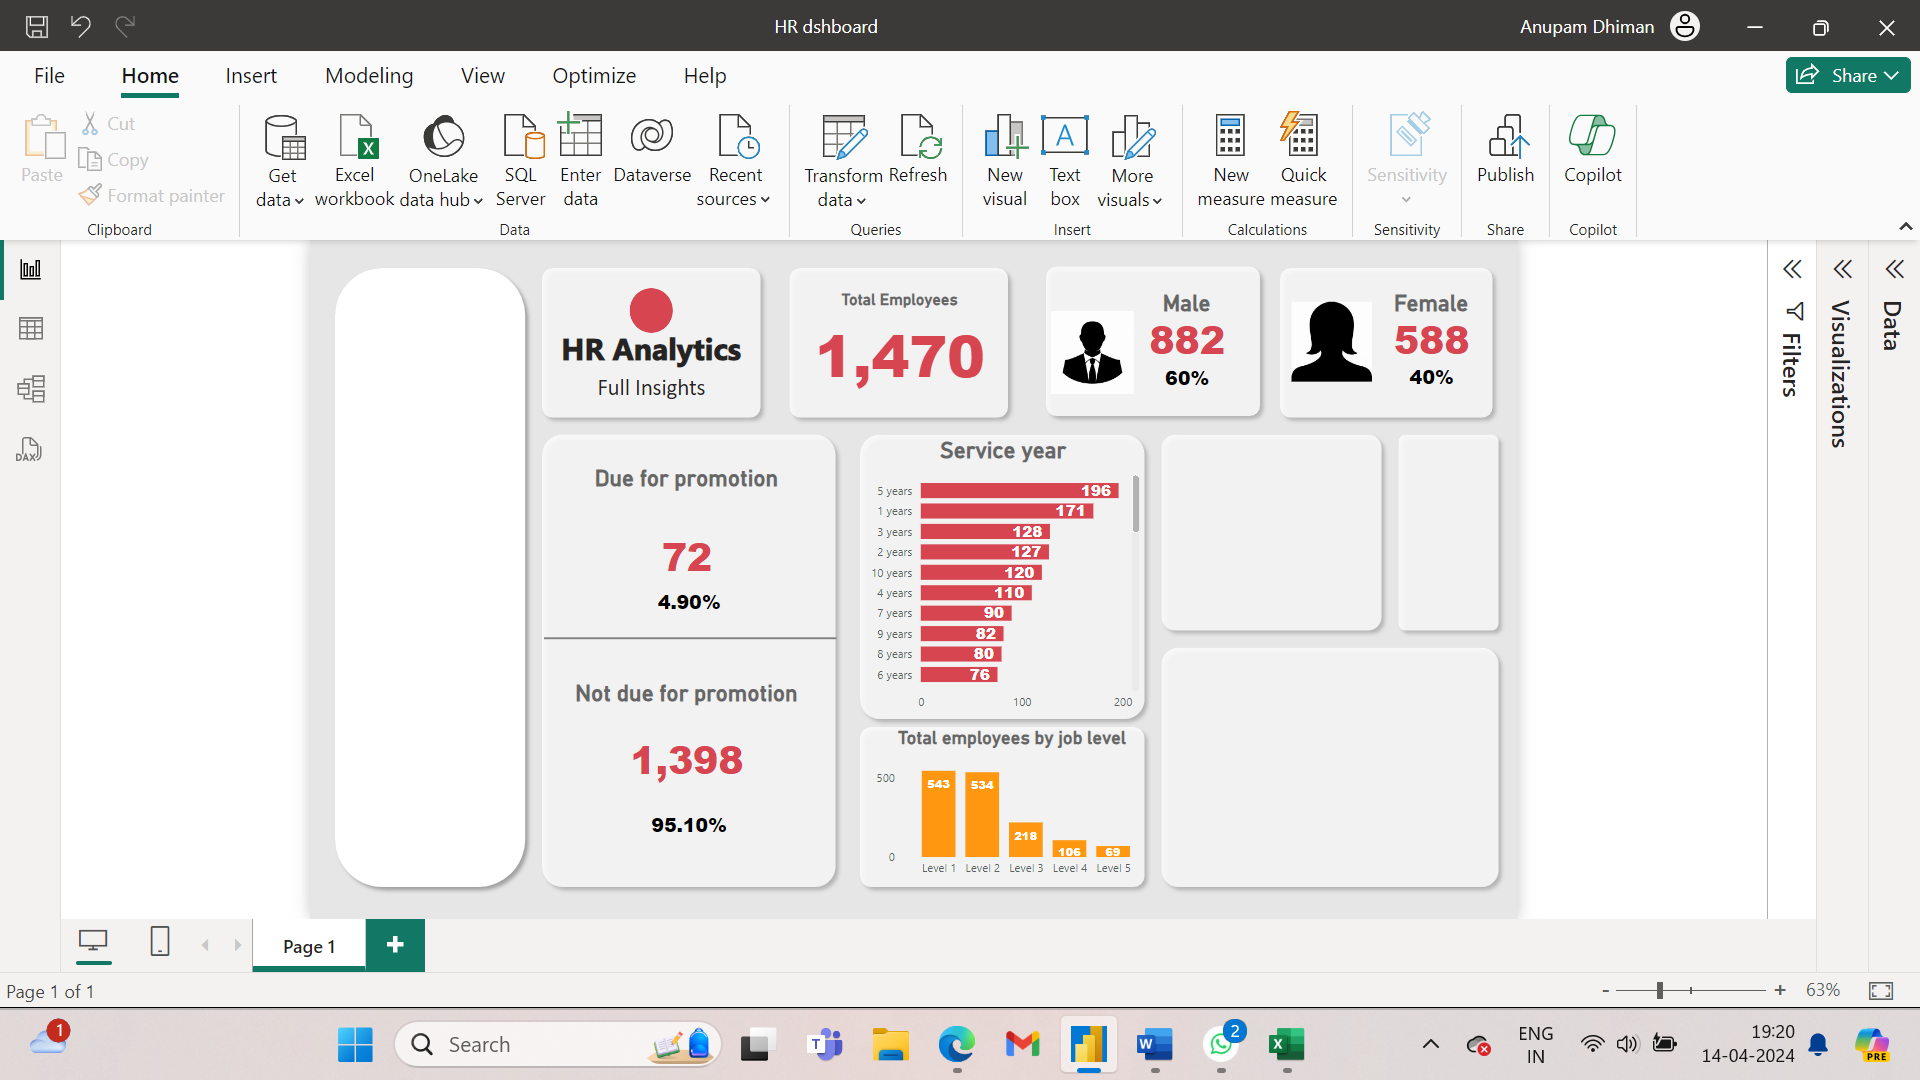 HR dshboard
Anupam Dhiman
File
Home
Insert
Modeling
View
Optimize
Help
Share
Paste
Cut
Copy
Format painter
Get data
Excel workbook
OneLake data hub
SQL Server
Enter data
Dataverse
Recent sources
Transform data
Refresh
New visual
Text box
More visuals
New measure
Quick measure
Sensitivity
Publish
Copilot
Clipboard
Data
Queries
Insert
Calculations
Sensitivity
Share
Copilot
DAX
HR Analytics
Full Insights
Total Employees
1,470
Male
882
60%
Female
588
40%
Due for promotion
72
4.90%
Not due for promotion
1,398
95.10%
Service year
5 years 196
1 years 171
3 years 128
2 years 127
10 years 120
4 years 110
7 years 90
9 years 82
8 years 80
6 years 76
0 100 200
Total employees by job level
500
0
543 534 218 106 69
Level 1 Level 2 Level 3 Level 4 Level 5
Filters
Visualizations
Data
Page 1
Page 1 of 1
- + 63%
1
Search
2
ENG
IN
19:20
14-04-2024
PRE